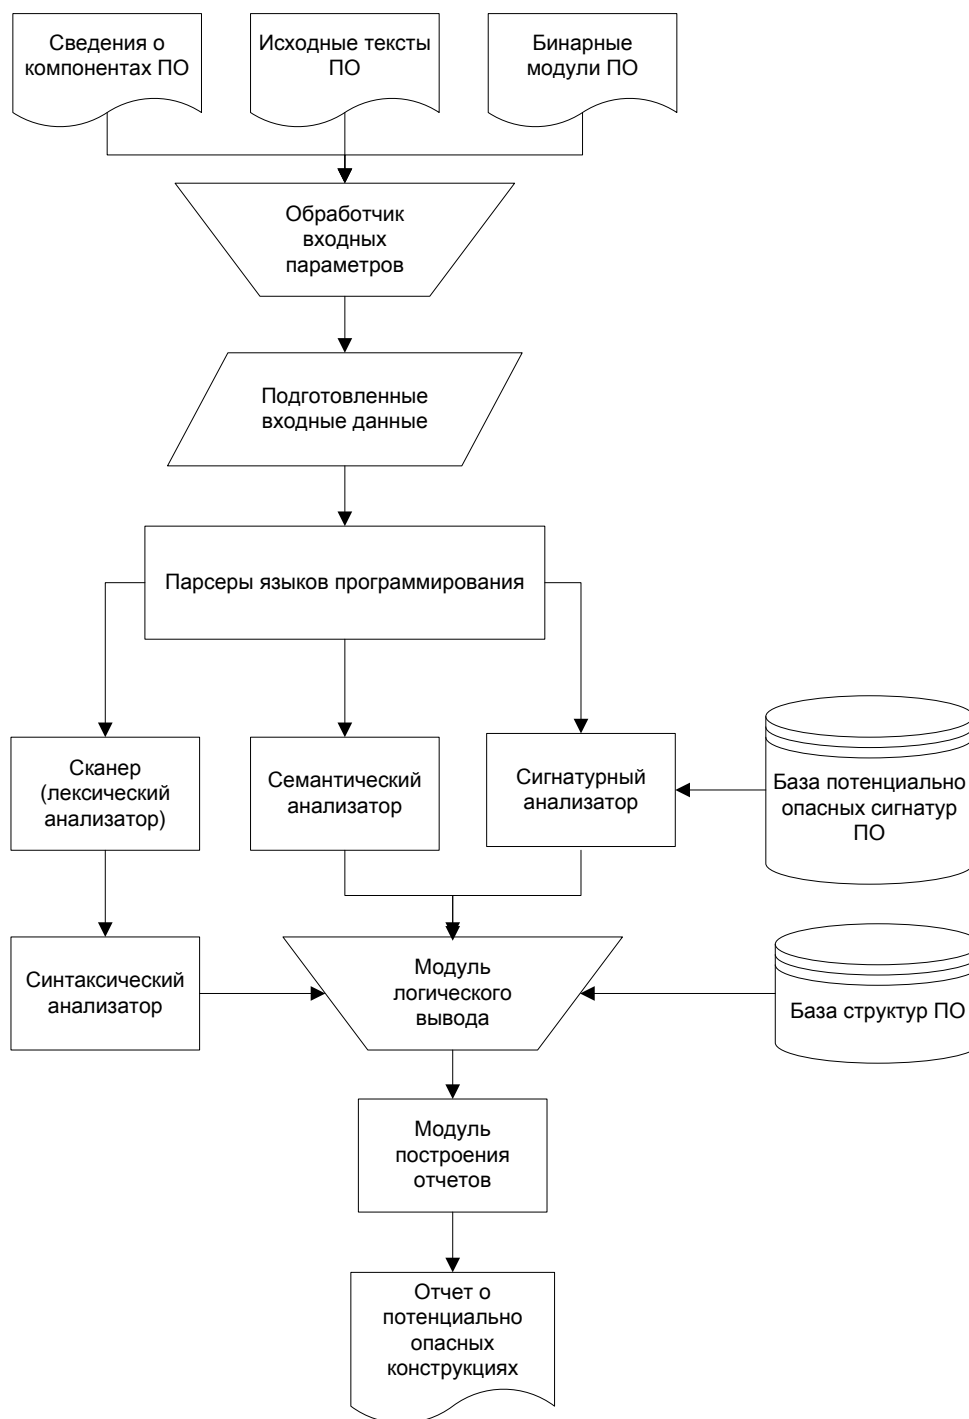 Сведения о
компонентах ПО
Исходные тексты
ПО
Бинарные
модули ПО
Обработчик
входных
параметров
Подготовленные
входные данные
Парсеры языков программирования
Сканер
(лексический
анализатор)
Семантический
анализатор
Сигнатурный
анализатор
База потенциально
опасных сигнатур
ПО
Синтаксический
анализатор
Модуль
логического
вывода
База структур ПО
Модуль
построения
отчетов
Отчет о
потенциально
опасных
конструкциях